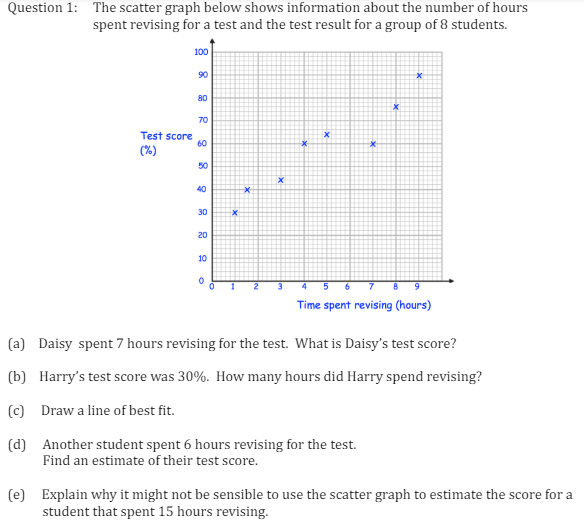 Question 1: The scatter graph below shows information about the number of hours
spent revising for a test and the test result for a group of 8 students.
100
90
80
70
Test score
60
(%)
50
40
30
20
10
0
0 1 2 3 4 5 6 7 8 9
Time spent revising (hours)
(a) Daisy spent 7 hours revising for the test. What is Daisy's test score?
(b) Harry's test score was 30%. How many hours did Harry spend revising?
(c) Draw a line of best fit.
(d) Another student spent 6 hours revising for the test.
Find an estimate of their test score.
(e) Explain why it might not be sensible to use the scatter graph to estimate the score for a
student that spent 15 hours revising.